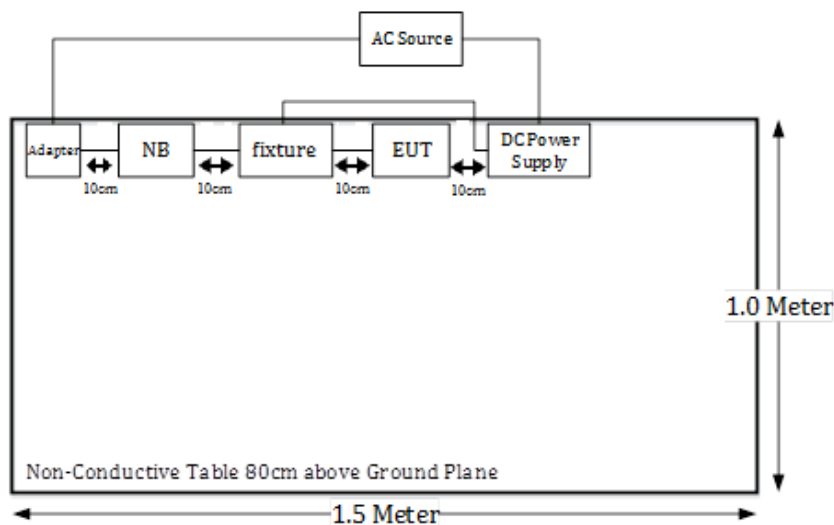 AC Source
Adapter
NB
fixture
EUT
DC Power
Supply
10cm
10cm
10cm
10cm
1.0 Meter
Non-Conductive Table 80cm above Ground Plane
1.5 Meter